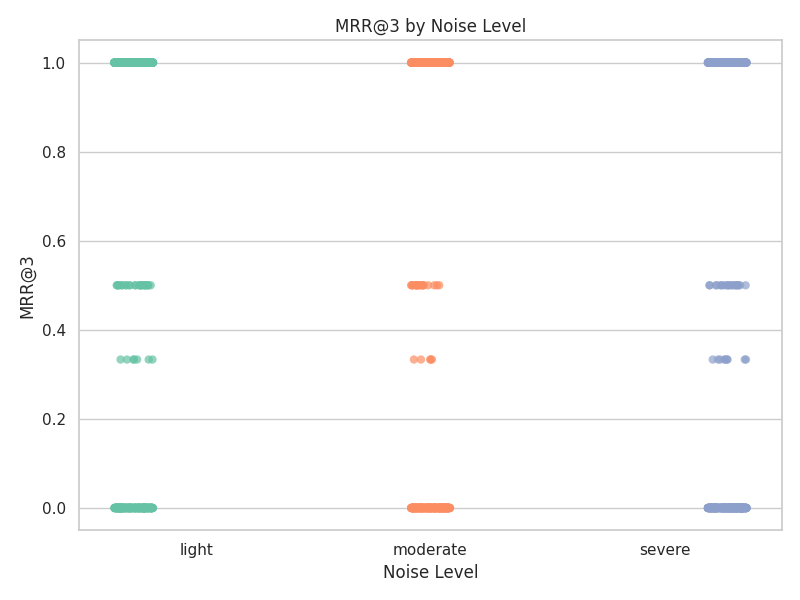 MRR@3 by Noise Level
MRR@3
1.0
0.8
0.6
0.4
0.2
0.0
light
moderate
severe
Noise Level